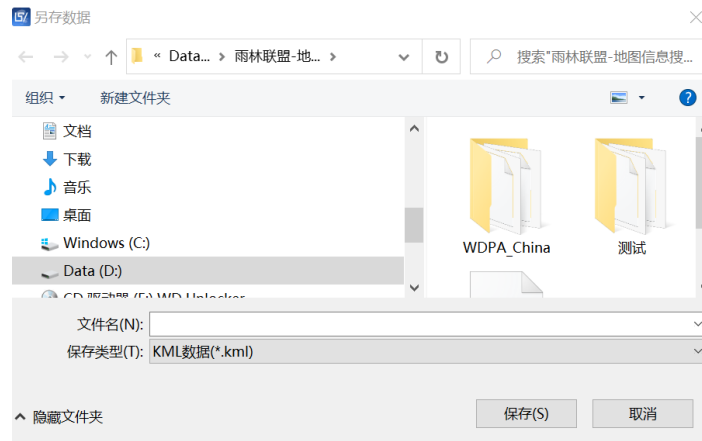 另存数据
« Data... › 雨林联盟-地... ›
搜索"雨林联盟-地图信息搜...
组织
新建文件夹
文档
下载
音乐
桌面
Windows (C:)
Data (D:)
WDPA_China
测试
文件名(N):
保存类型(T): KML数据(*.kml)
隐藏文件夹
保存(S)
取消